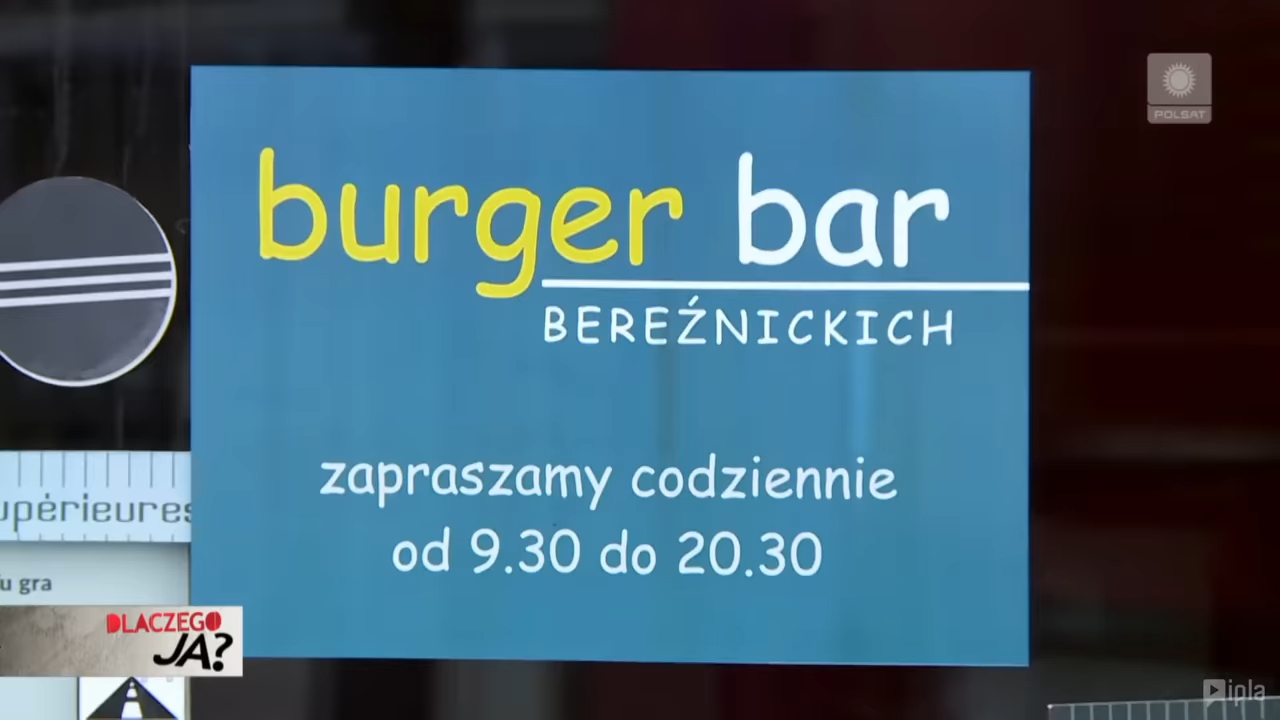 POLSAT
burger bar
BEREŹNICKICH
zapraszamy codziennie
od 9.30 do 20.30
upérieures
u gra
DLACZEGO
JA?
ipla